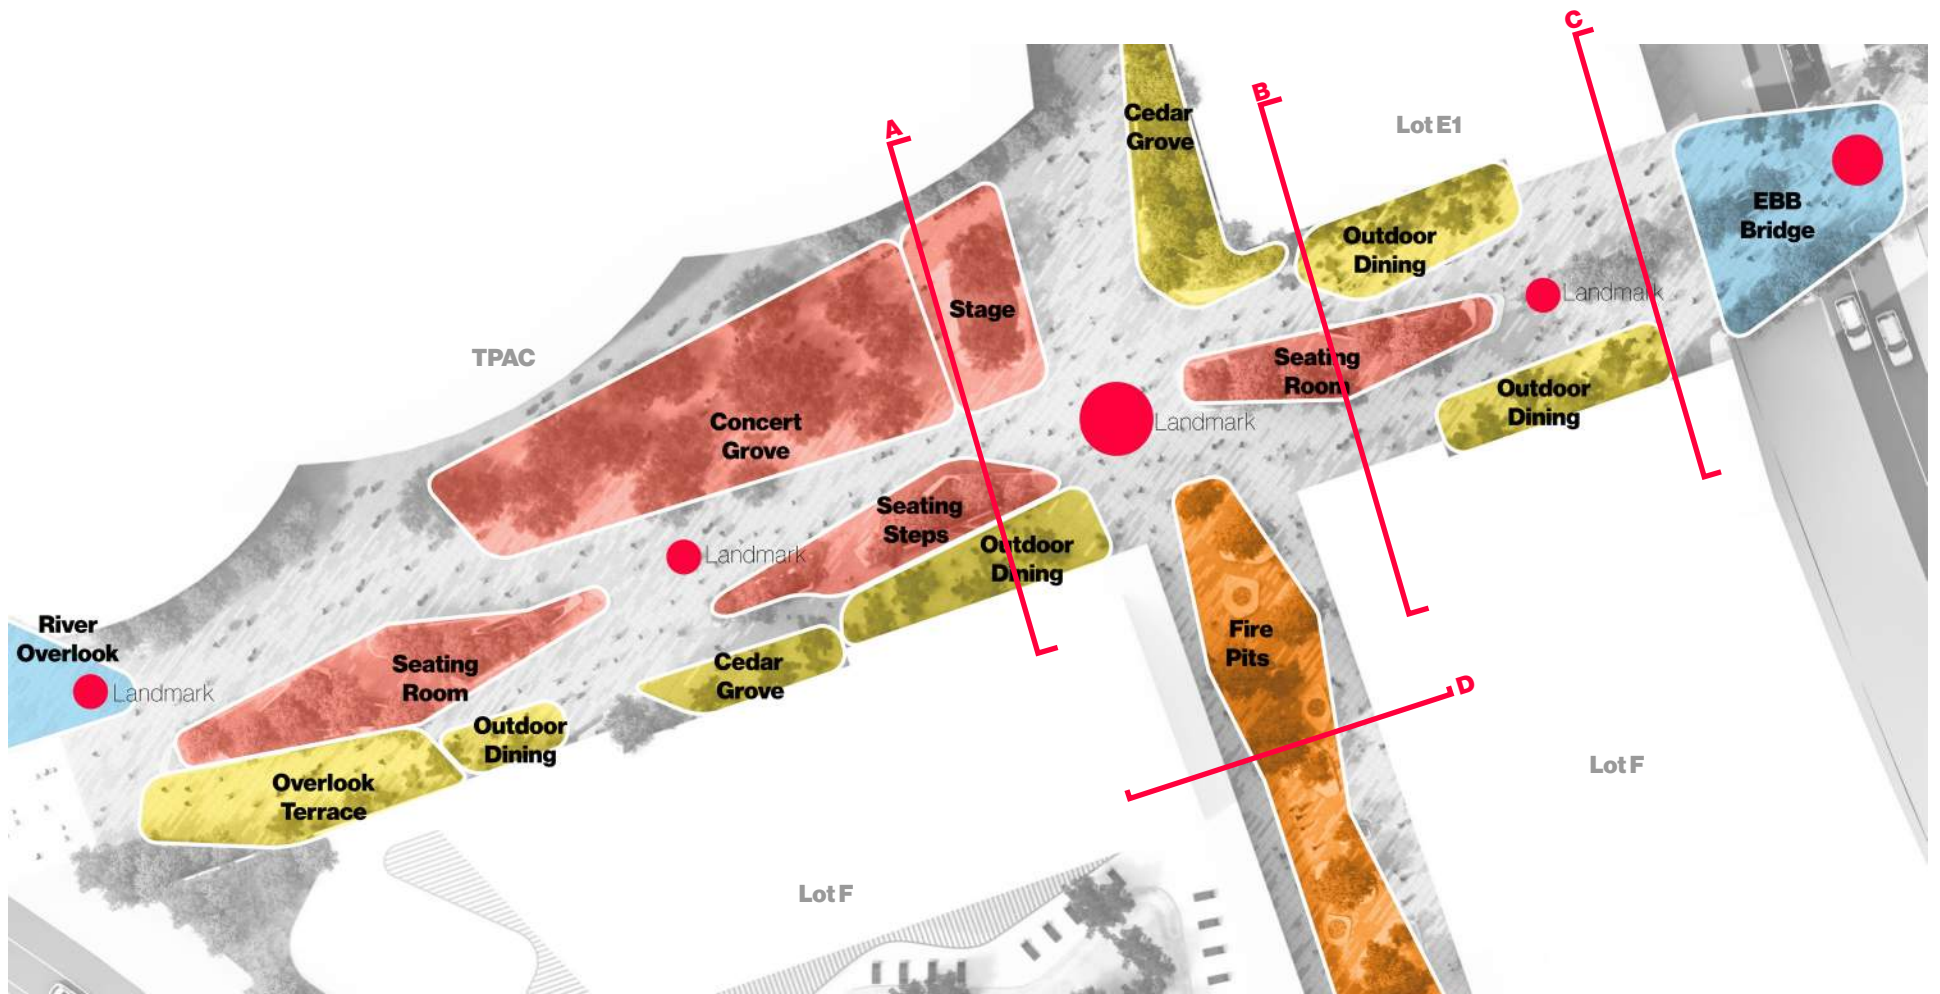 C
B
A
Cedar
Grove
Lot E1
EBB
Bridge
Outdoor
Dining
Landmark
Stage
TPAC
Seating
Room
Outdoor
Dining
Concert
Grove
Landmark
Seating
Steps
Outdoor
Dining
Landmark
River
Overlook
Fire
Pits
Seating
Room
Cedar
Grove
Landmark
D
Outdoor
Dining
Overlook
Terrace
Lot F
Lot F